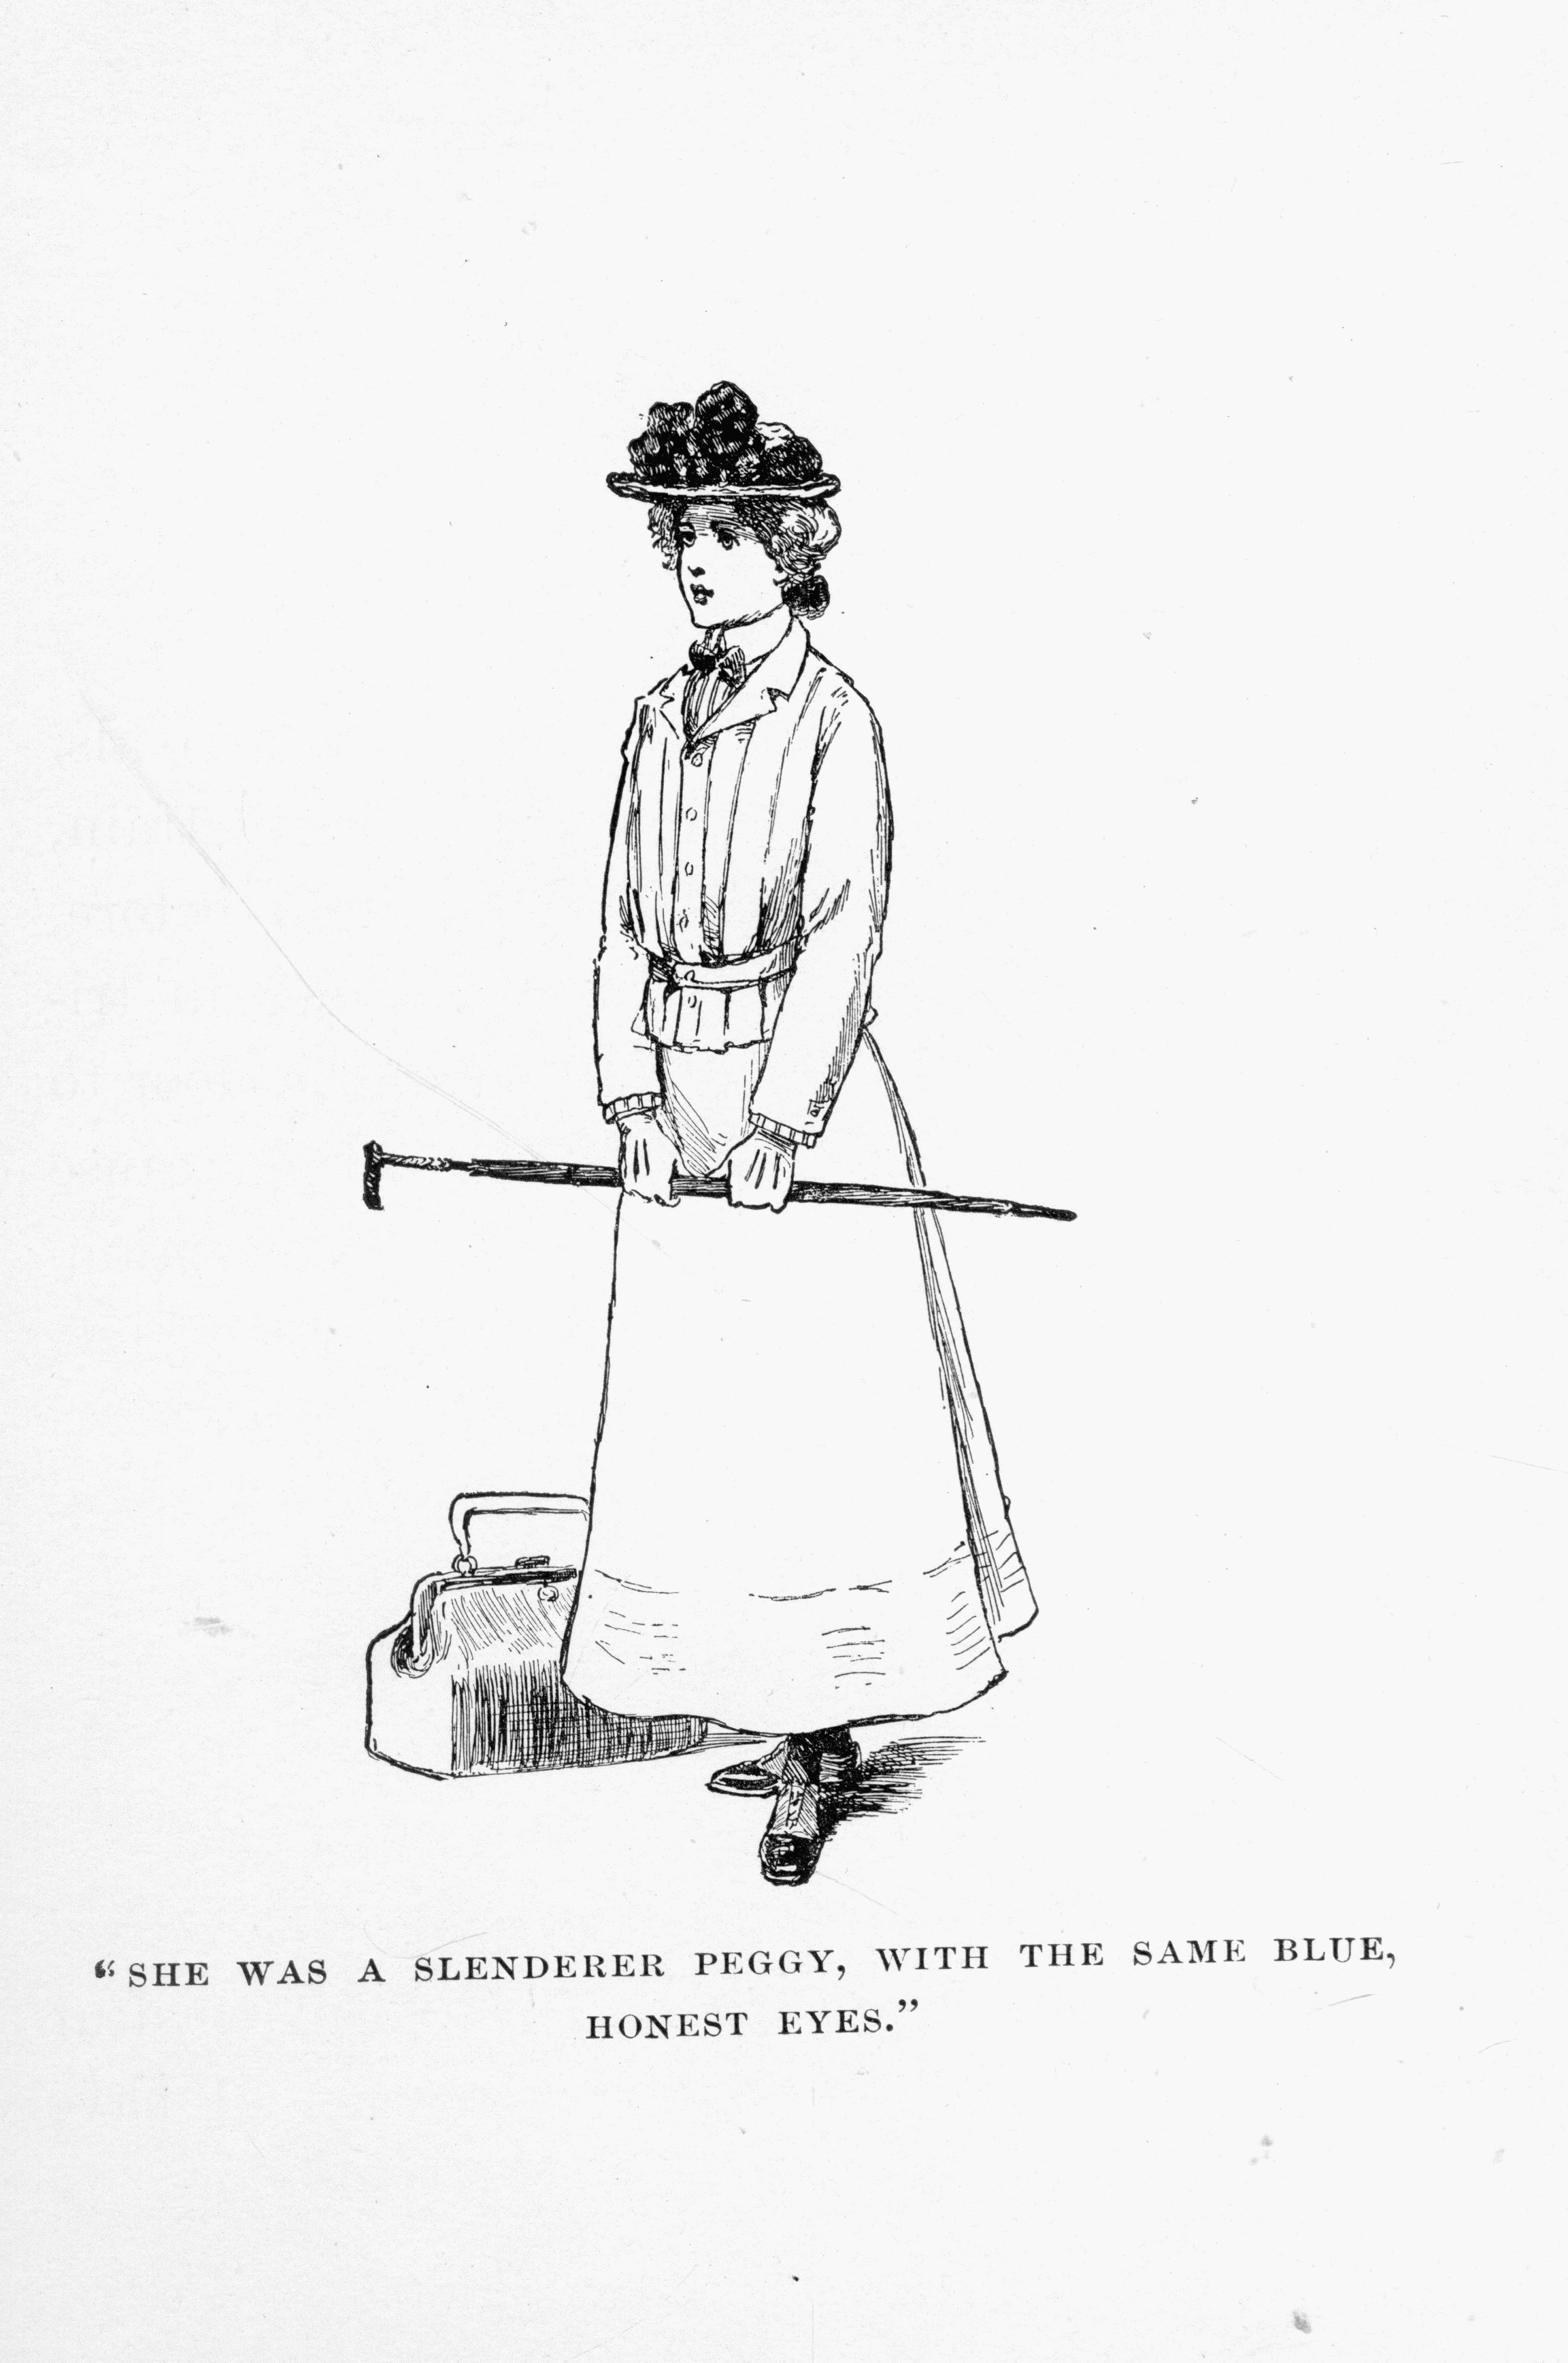 “SHE WAS A SLENDERER PEGGY, WITH THE SAME BLUE,
HONEST EYES.”